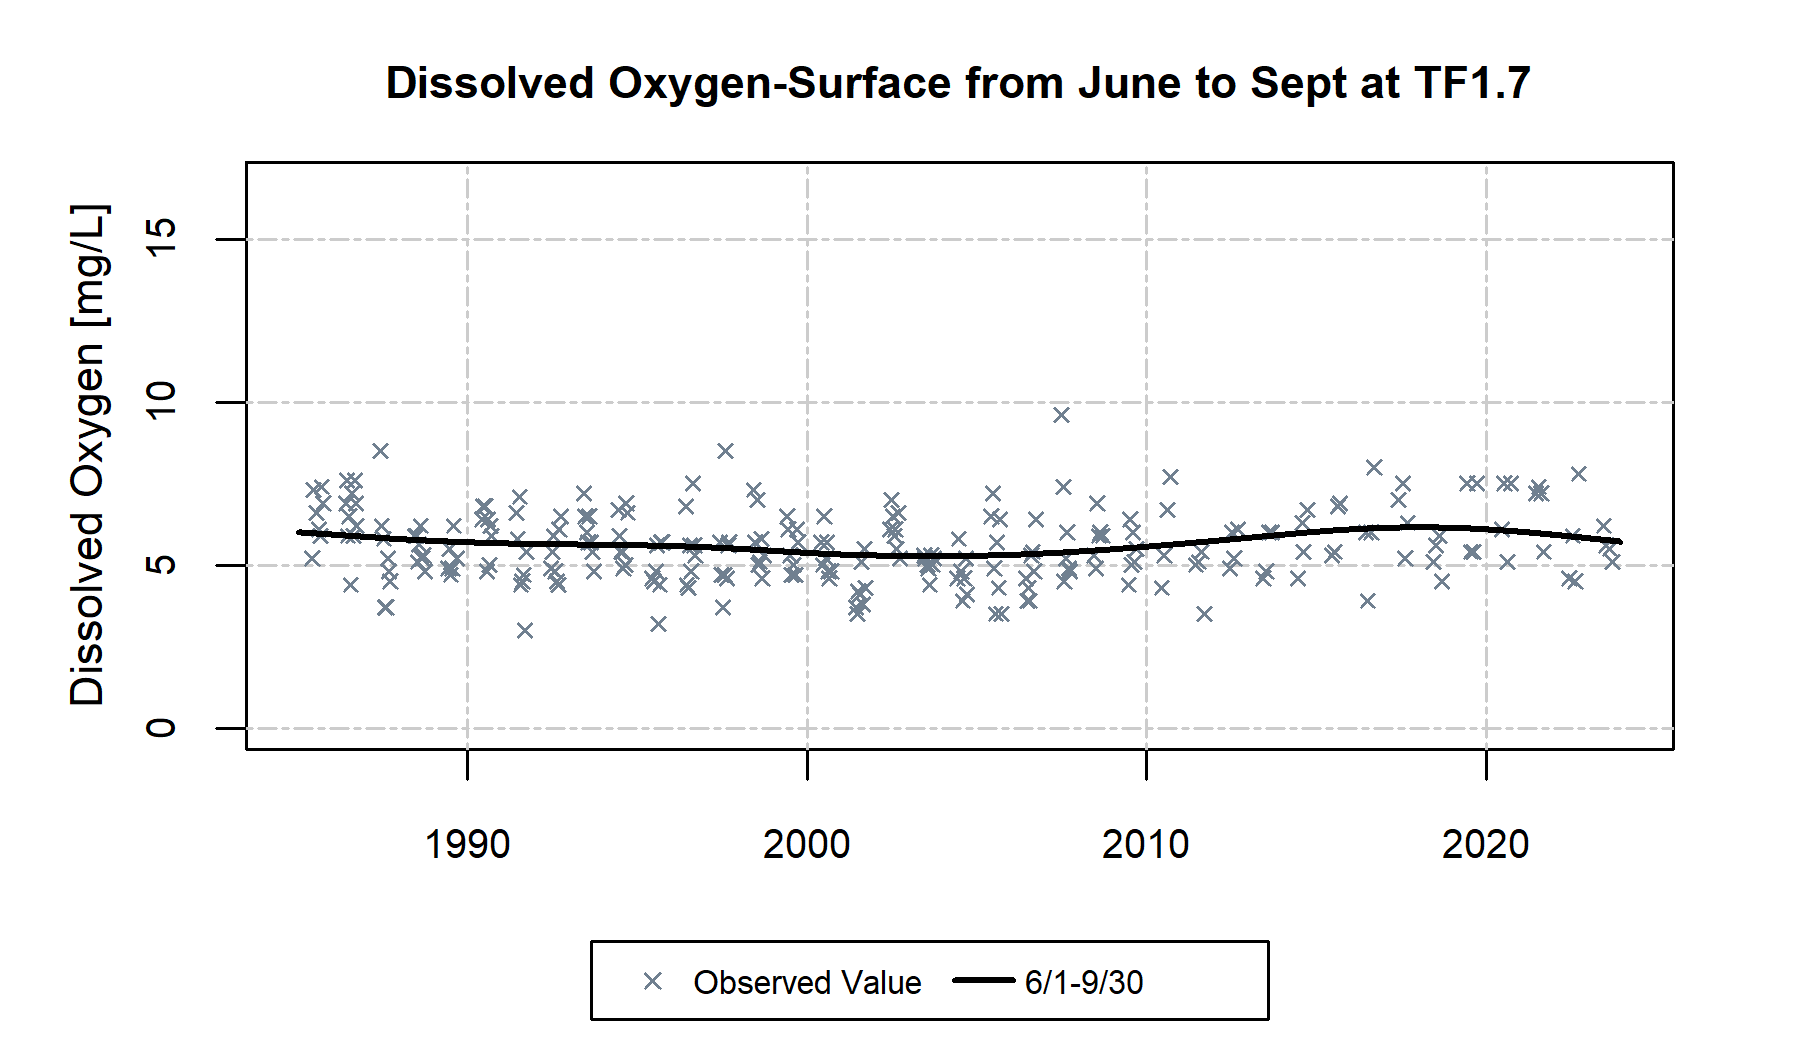 Dissolved Oxygen-Surface from June to Sept at TF1.7
Dissolved Oxygen [mg/L]
15
10
5
0
1990 2000 2010 2020
Observed Value 6/1-9/30